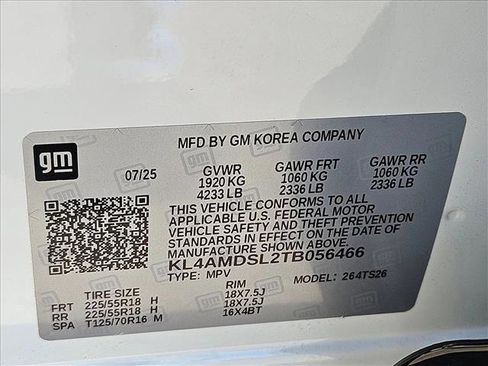 gm
MFD BY GM KOREA COMPANY
07/25 GVWR GAWR FRT GAWR RR
1920 KG 1060 KG 1060 KG
4233 LB 2336 LB 2336 LB
THIS VEHICLE CONFORMS TO ALL
APPLICABLE U.S. FEDERAL MOTOR
VEHICLE SAFETY AND THEFT PREVENTION
STANDARDS IN EFFECT ON THE DATE OF
MANUFACTURE SHOWN ABOVE.
KL4AMDSL2TB056466
TYPE: MPV MODEL: 264TS26
TIRE SIZE RIM
FRT 225/55R18 H 18X7.5J
RR 225/55R18 H 18X7.5J
SPA T125/70R16 M 16X4BT